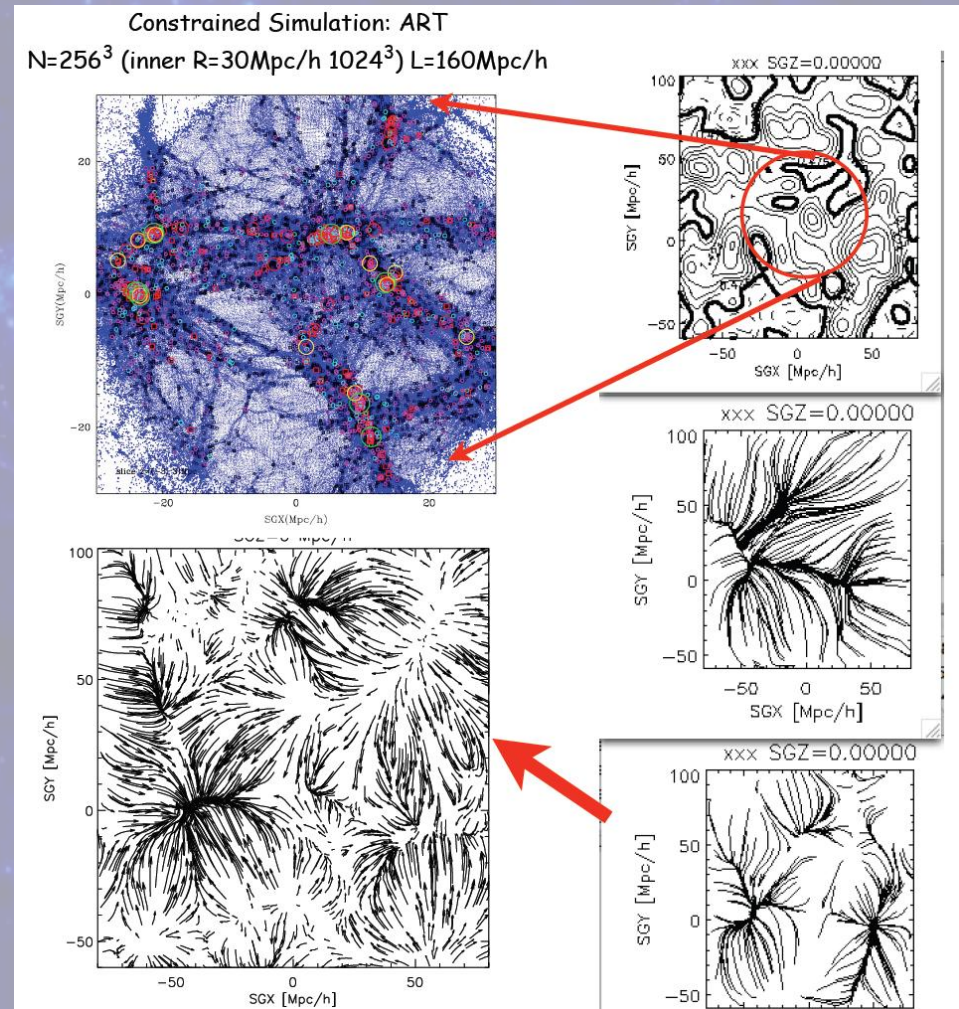 Constrained Simulation: ART
N=256³ (inner R=30Mpc/h 1024³) L=160Mpc/h
20
0
−20
SGY(Mpc/h)
−20
0
20
SGX(Mpc/h)
xxx SGZ=0.00000
100
50
0
−50
SGY [Mpc/h]
−50
0
50
SGX [Mpc/h]
xxx SGZ=0.00000
100
50
0
−50
SGY [Mpc/h]
−50
0
50
SGX [Mpc/h]
100
50
0
−50
SGY [Mpc/h]
−50
0
50
SGX [Mpc/h]
xxx SGZ=0.00000
100
50
0
−50
SGY [Mpc/h]